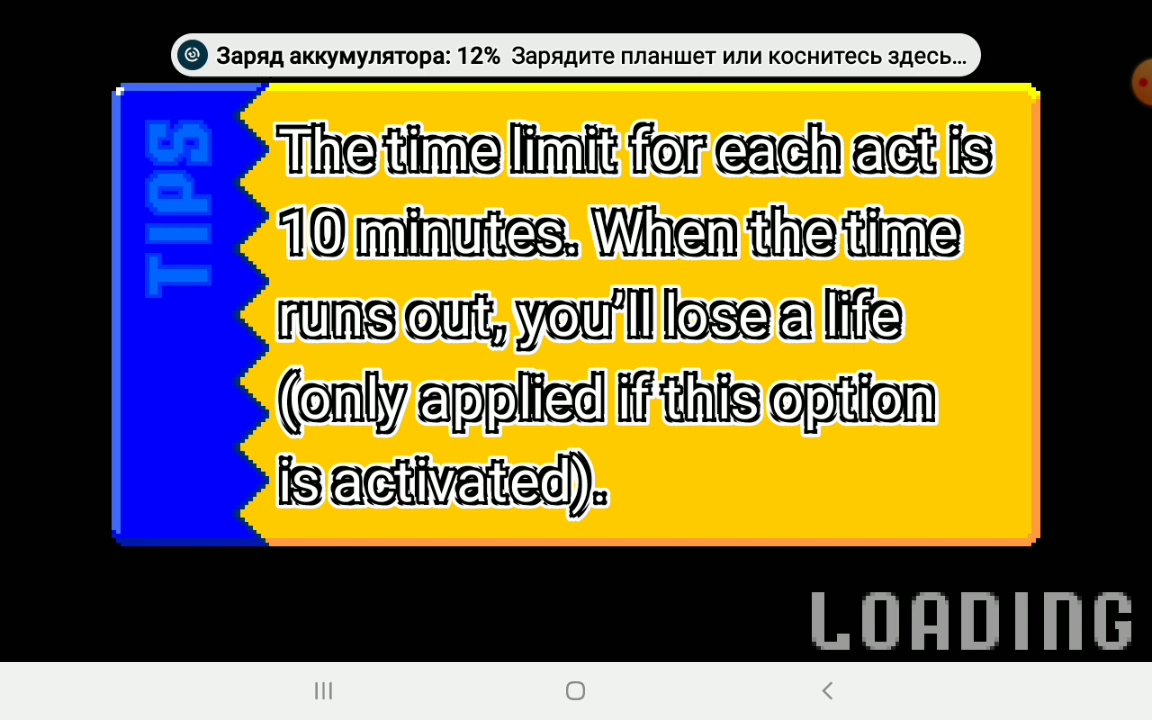 Заряд аккумулятора: 12% Зарядите планшет или коснитесь здесь…
TIPS
The time limit for each act is
10 minutes. When the time
runs out, you’ll lose a life
(only applied if this option
is activated).
LOADING